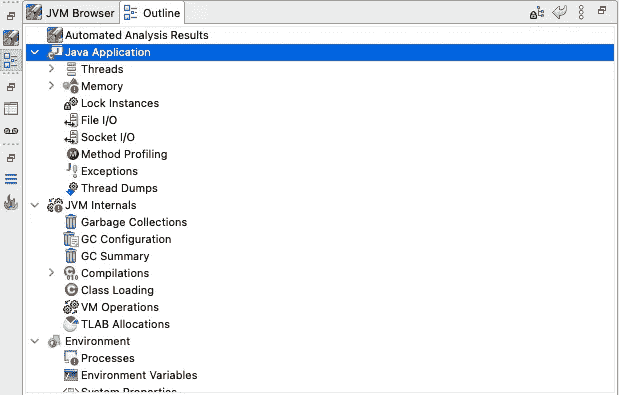 JVM Browser Outline
Automated Analysis Results
Java Application
Threads
Memory
Lock Instances
File I/O
Socket I/O
Method Profiling
Exceptions
Thread Dumps
JVM Internals
Garbage Collections
GC Configuration
GC Summary
Compilations
Class Loading
VM Operations
TLAB Allocations
Environment
Processes
Environment Variables
System Properties